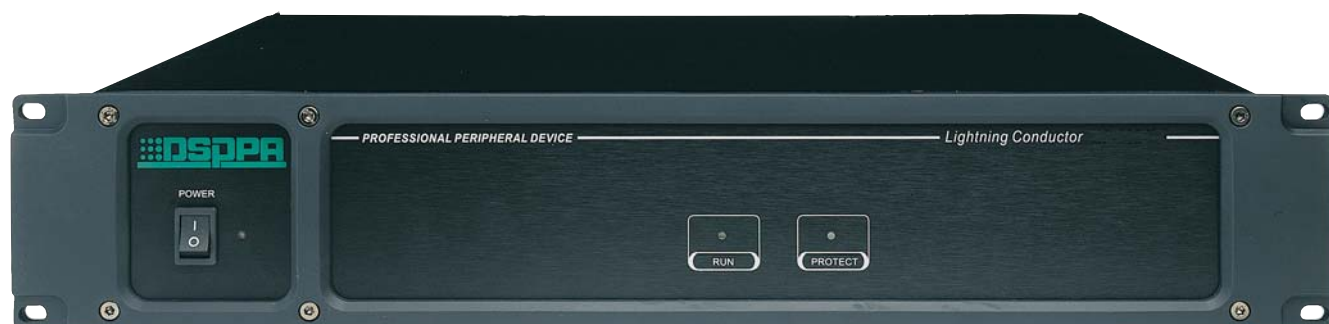 DSPPA
PROFESSIONAL PERIPHERAL DEVICE
Lightning Conductor
POWER
I
O
RUN
PROTECT